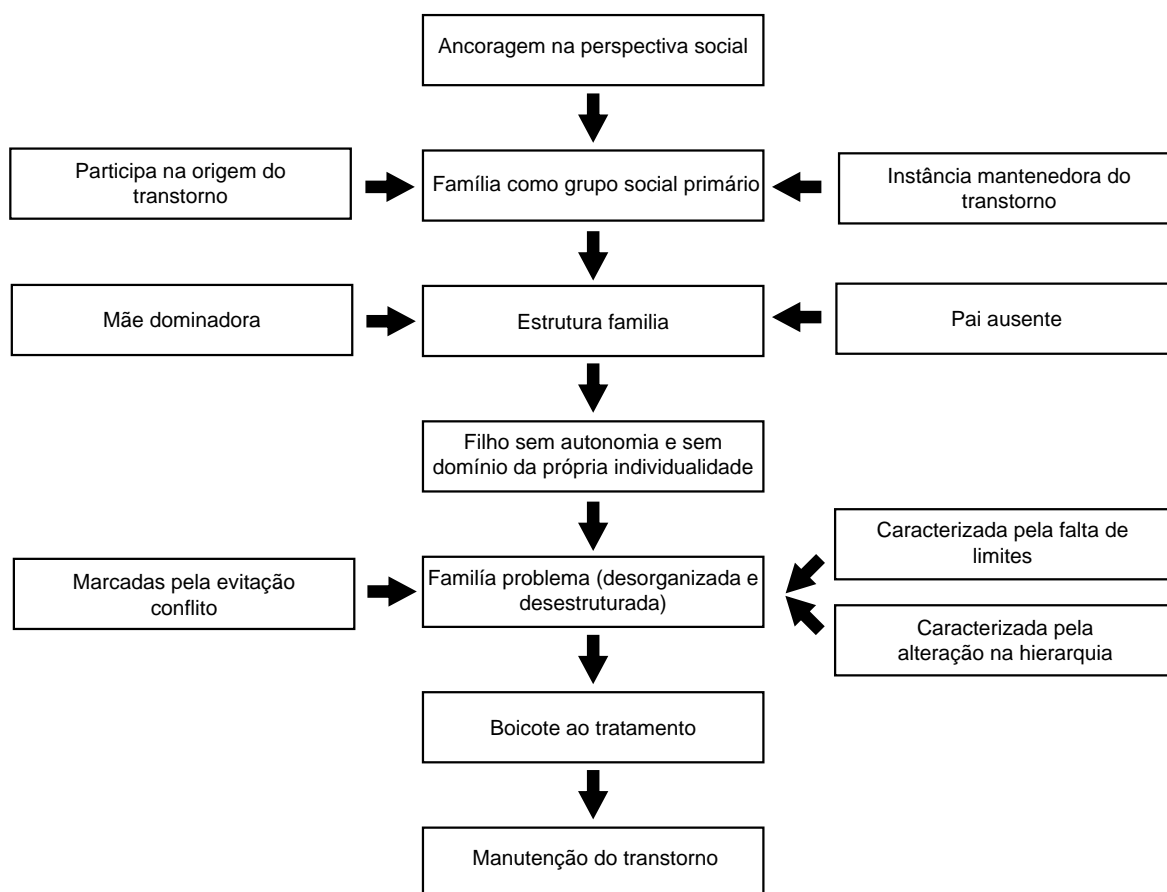 Ancoragem na perspectiva social
Participa na origem do
transtorno
Família como grupo social primário
Instância mantenedora do
transtorno
Mãe dominadora
Estrutura familia
Pai ausente
Filho sem autonomia e sem
domínio da própria individualidade
Marcadas pela evitação
conflito
Familía problema (desorganizada e
desestruturada)
Caracterizada pela falta de
limites
Caracterizada pela
alteração na hierarquia
Boicote ao tratamento
Manutenção do transtorno